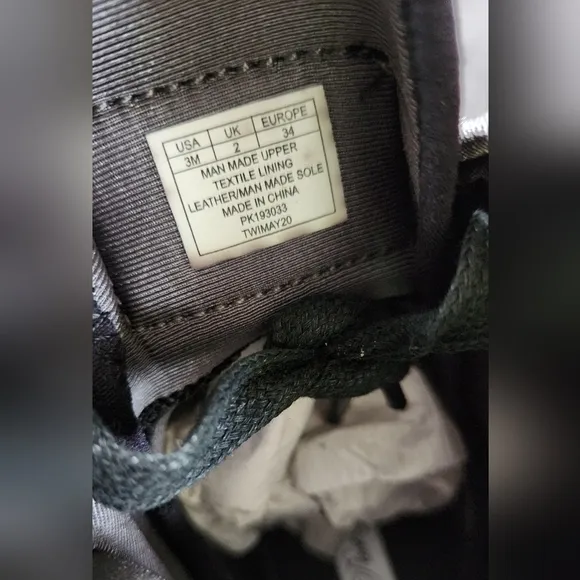 USA UK EUROPE
3M 2 34
MAN MADE UPPER
TEXTILE LINING
LEATHER/MAN MADE SOLE
MADE IN CHINA
PK193033
TWIMAY20